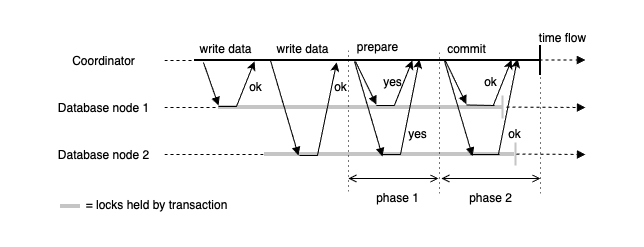 time flow
write data
write data
prepare
commit
Coordinator
ok
ok
yes
ok
Database node 1
yes
ok
Database node 2
phase 1
phase 2
= locks held by transaction